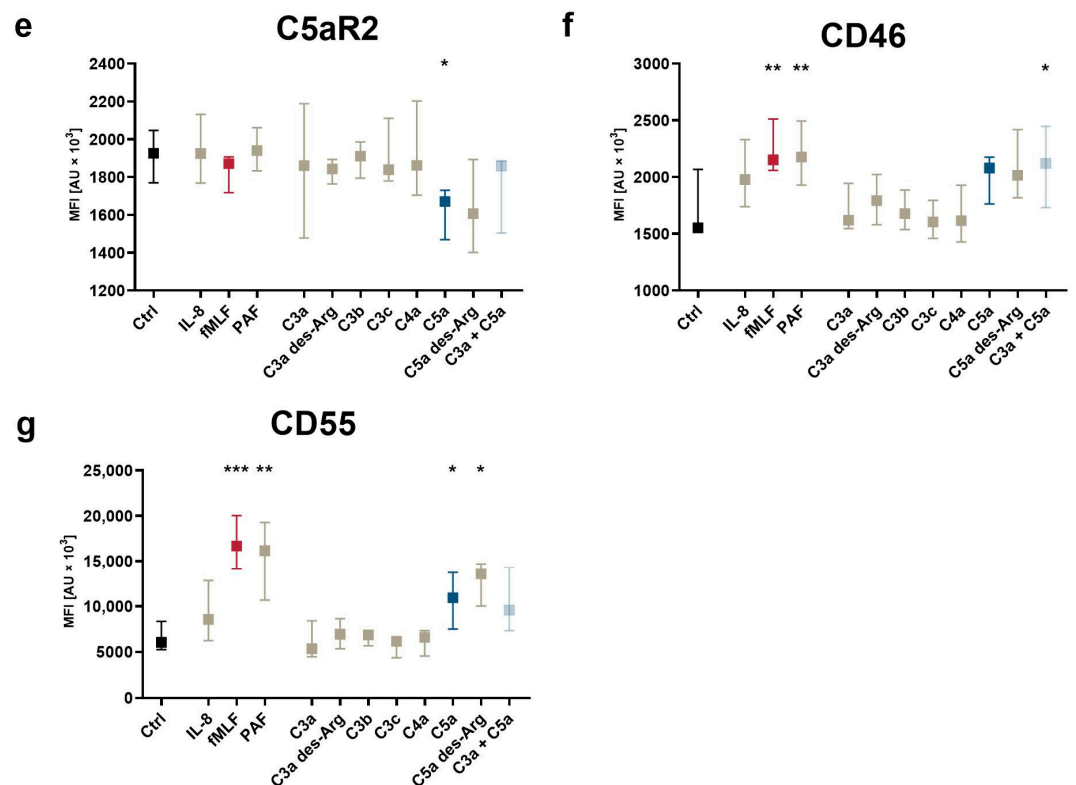 e
C5aR2
MFI [AU × 10³]
2400
2200
2000
1800
1600
1400
1200
*
Ctrl
IL-8
fMLF
PAF
C3a
C3a des-Arg
C3b
C3c
C4a
C5a
C5a des-Arg
C3a + C5a
f
CD46
MFI [AU × 10³]
3000
2500
2000
1500
1000
**
**
*
Ctrl
IL-8
fMLF
PAF
C3a
C3a des-Arg
C3b
C3c
C4a
C5a
C5a des-Arg
C3a + C5a
g
CD55
MFI [AU × 10³]
25,000
20,000
15,000
10,000
5000
0
***
**
*
*
Ctrl
IL-8
fMLF
PAF
C3a
C3a des-Arg
C3b
C3c
C4a
C5a
C5a des-Arg
C3a + C5a